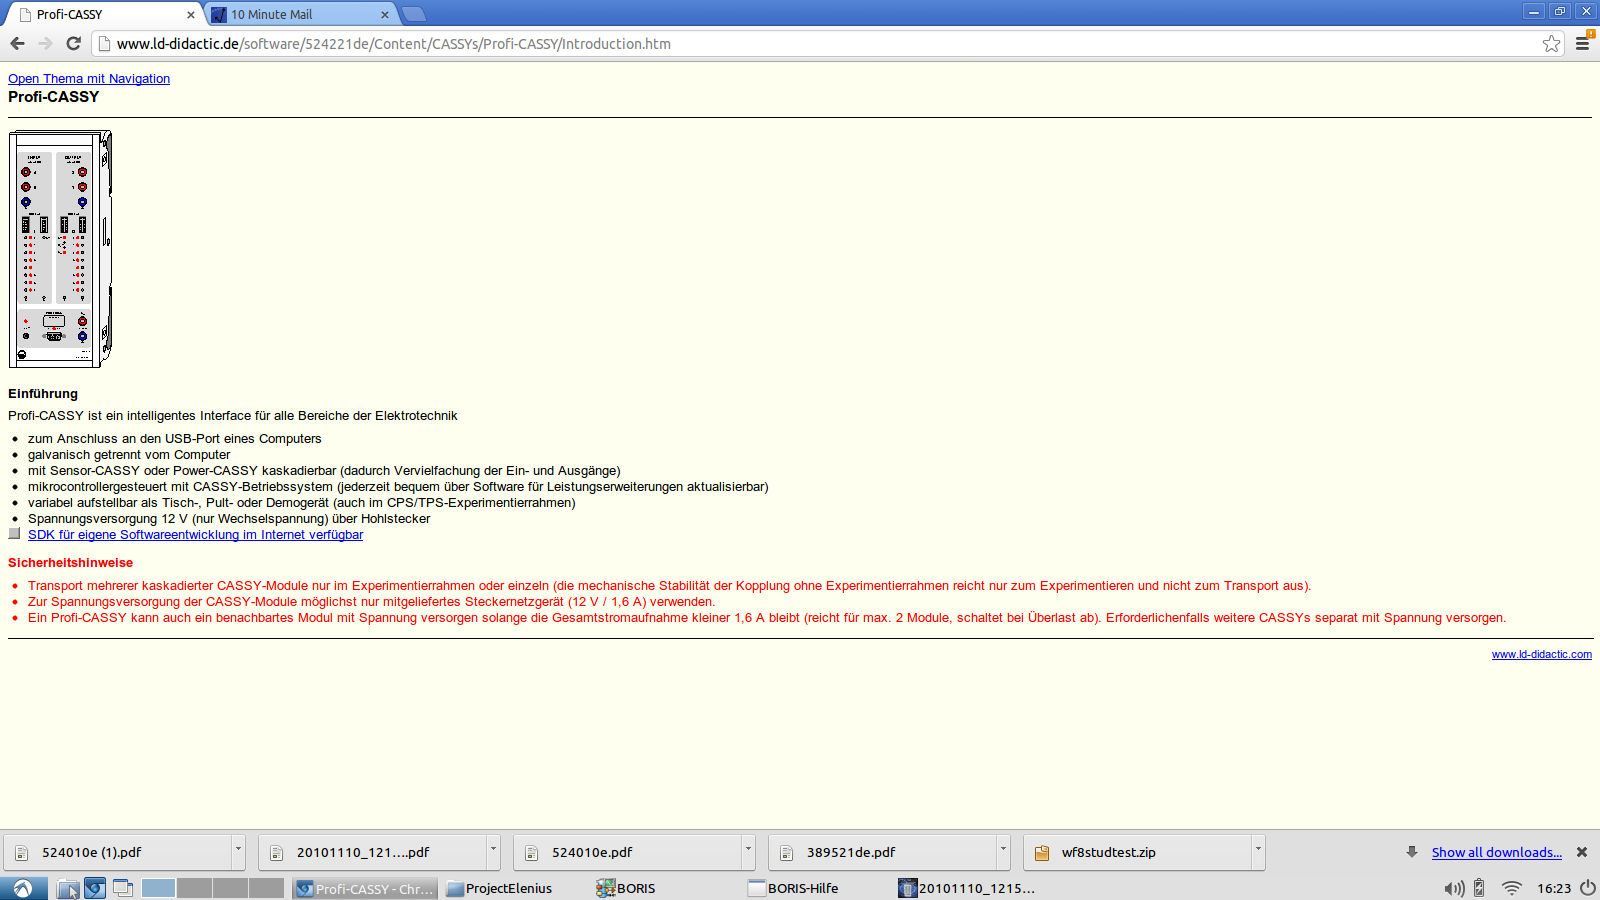 Profi-CASSY
10 Minute Mail
www.ld-didactic.de/software/524221de/Content/CASSYs/Profi-CASSY/Introduction.htm
Open Thema mit Navigation
Profi-CASSY
Einführung
Profi-CASSY ist ein intelligentes Interface für alle Bereiche der Elektrotechnik
zum Anschluss an den USB-Port eines Computers
galvanisch getrennt vom Computer
mit Sensor-CASSY oder Power-CASSY kaskadierbar (dadurch Vervielfachung der Ein- und Ausgänge)
mikrocontrollergesteuert mit CASSY-Betriebssystem (jederzeit bequem über Software für Leistungserweiterungen aktualisierbar)
variabel aufstellbar als Tisch-, Pult- oder Demogerät (auch im CPS/TPS-Experimentierrahmen)
Spannungsversorgung 12 V (nur Wechselspannung) über Hohlstecker
SDK für eigene Softwareentwicklung im Internet verfügbar
Sicherheitshinweise
Transport mehrerer kaskadierter CASSY-Module nur im Experimentierrahmen oder einzeln (die mechanische Stabilität der Kopplung ohne Experimentierrahmen reicht nur zum Experimentieren und nicht zum Transport aus).
Zur Spannungsversorgung der CASSY-Module möglichst nur mitgeliefertes Steckernetzgerät (12 V / 1,6 A) verwenden.
Ein Profi-CASSY kann auch ein benachbartes Modul mit Spannung versorgen solange die Gesamtstromaufnahme kleiner 1,6 A bleibt (reicht für max. 2 Module, schaltet bei Überlast ab). Erforderlichenfalls weitere CASSYs separat mit Spannung versorgen.
www.ld-didactic.com
524010e (1).pdf
20101110_121....pdf
524010e.pdf
389521de.pdf
wf8studtest.zip
Show all downloads...
Profi-CASSY - Chr...
ProjectElenius
BORIS
BORIS-Hilfe
20101110_1215...
16:23